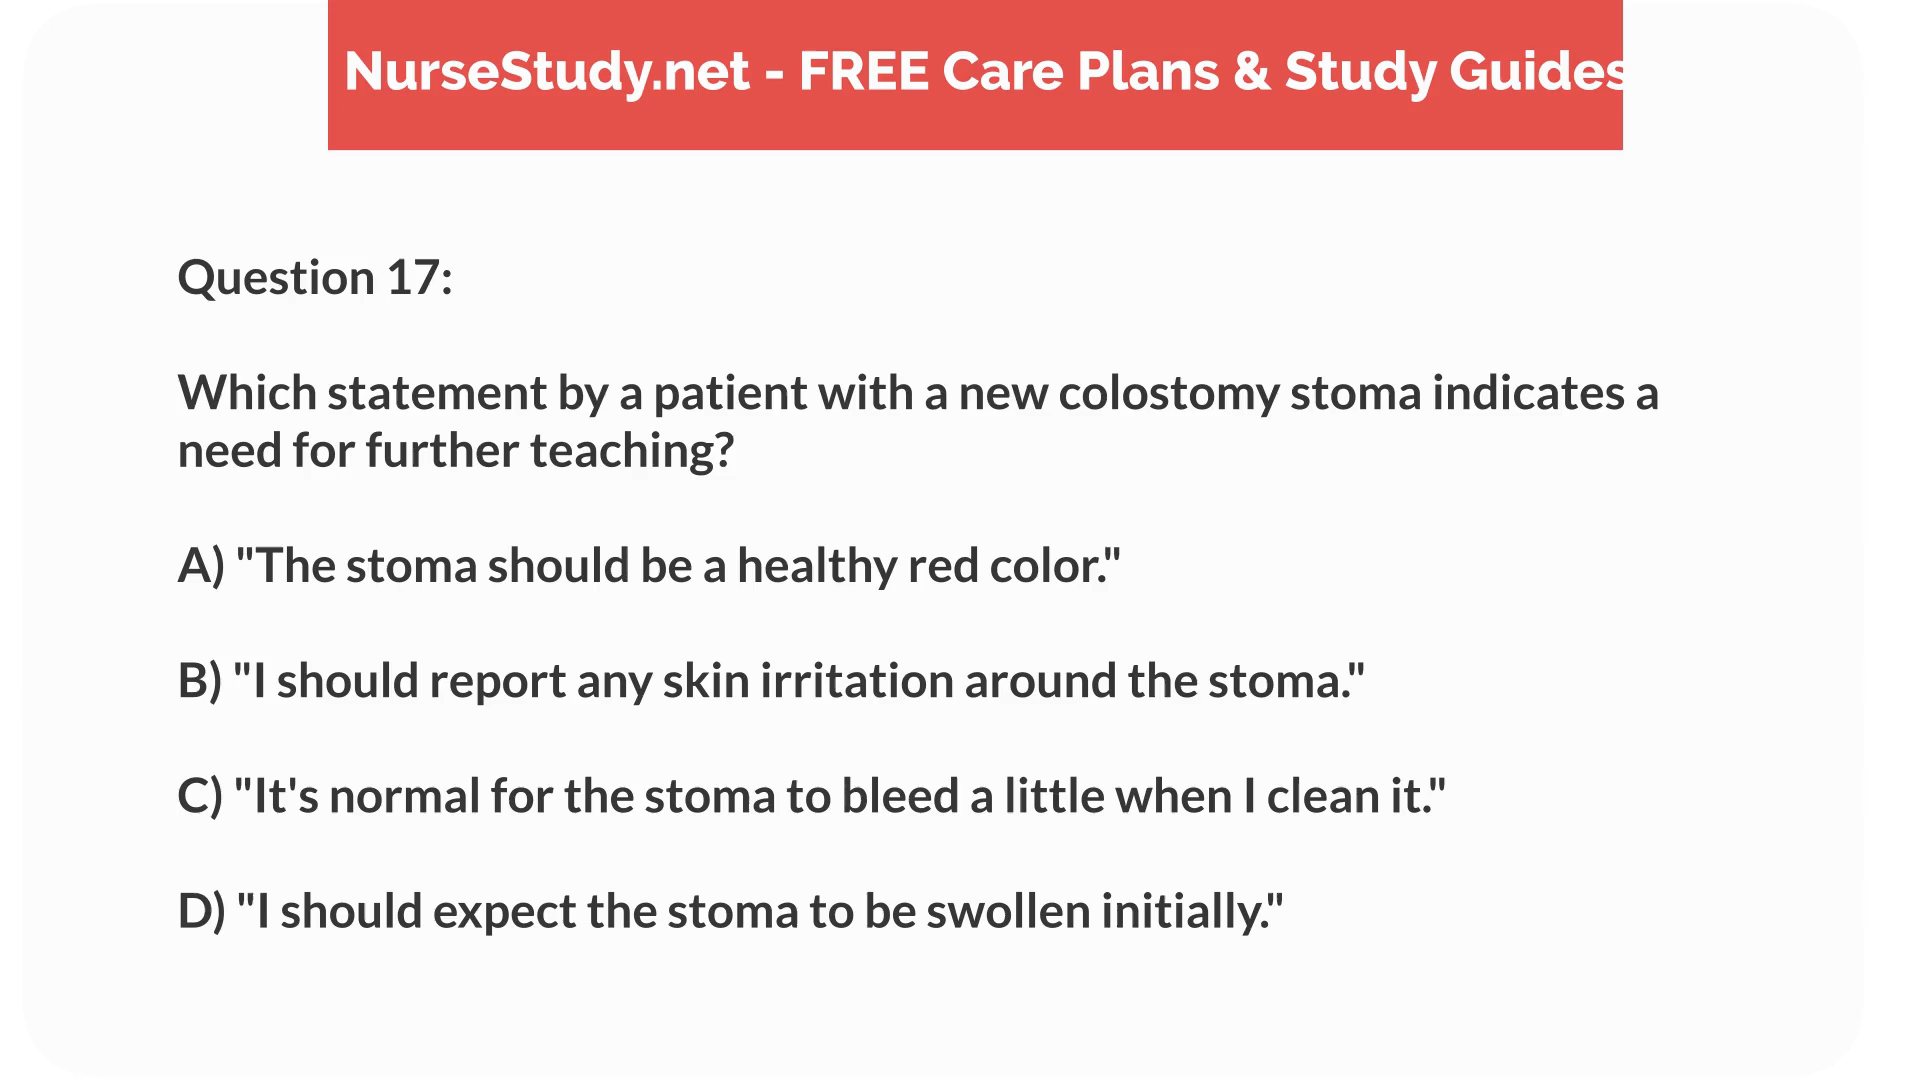 NurseStudy.net - FREE Care Plans & Study Guides
Question 17:
Which statement by a patient with a new colostomy stoma indicates a
need for further teaching?
A) "The stoma should be a healthy red color."
B) "I should report any skin irritation around the stoma."
C) "It's normal for the stoma to bleed a little when I clean it."
D) "I should expect the stoma to be swollen initially."